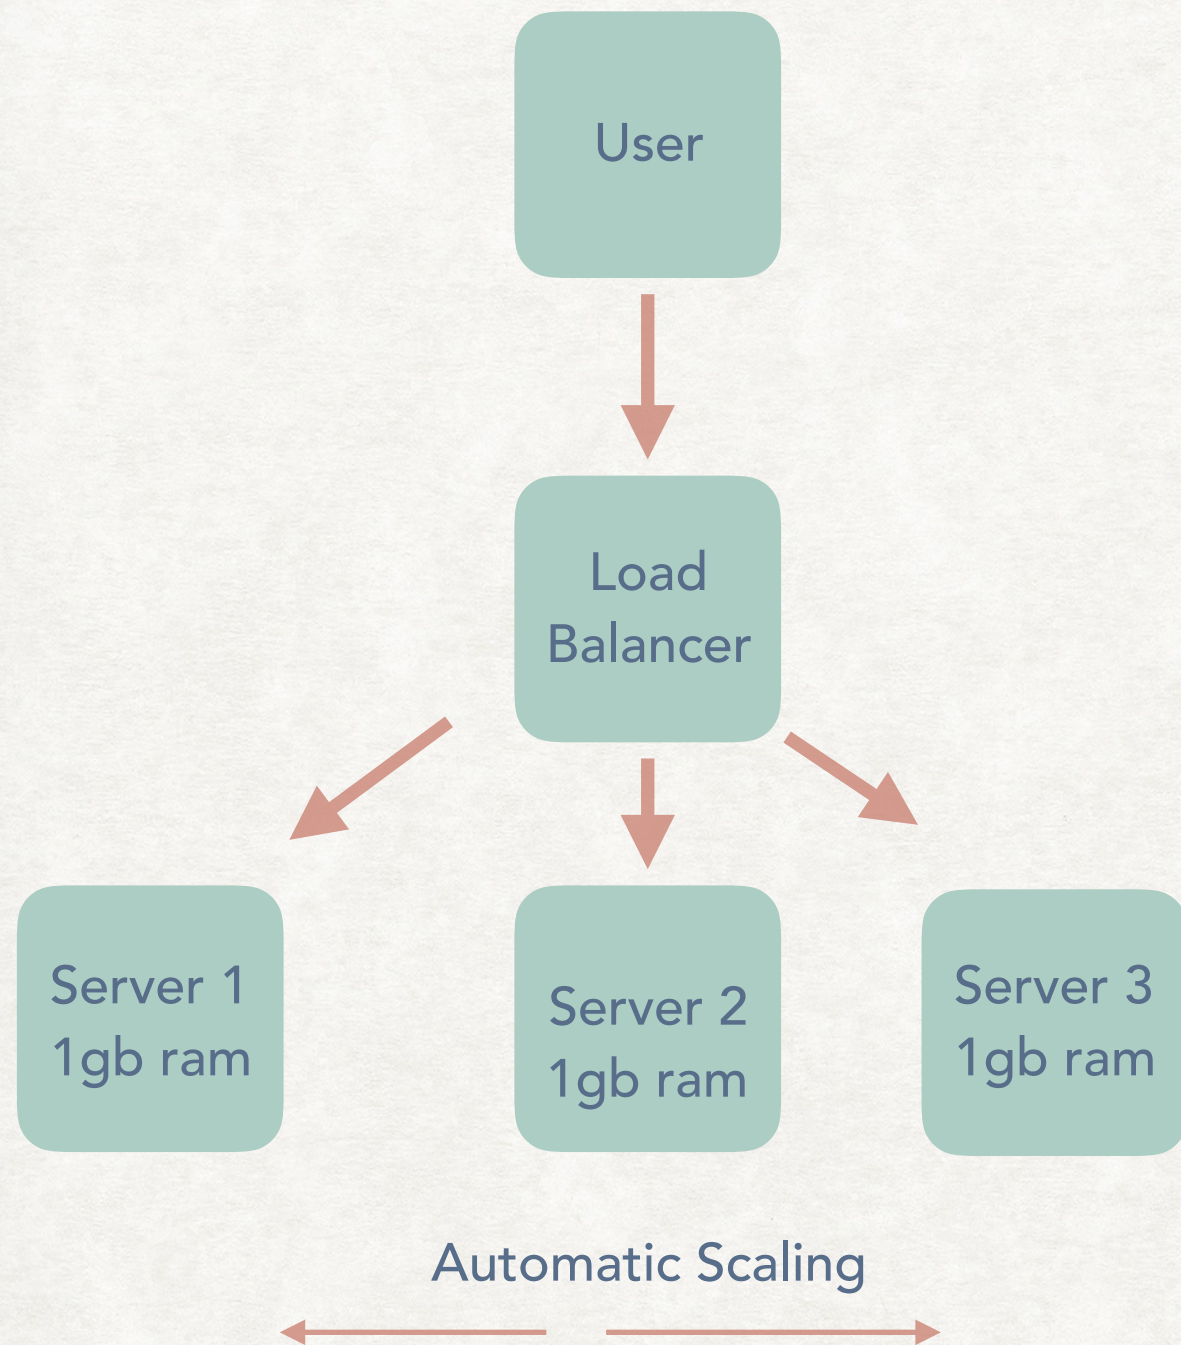 User
Load
Balancer
Server 1
1gb ram
Server 2
1gb ram
Server 3
1gb ram
Automatic Scaling